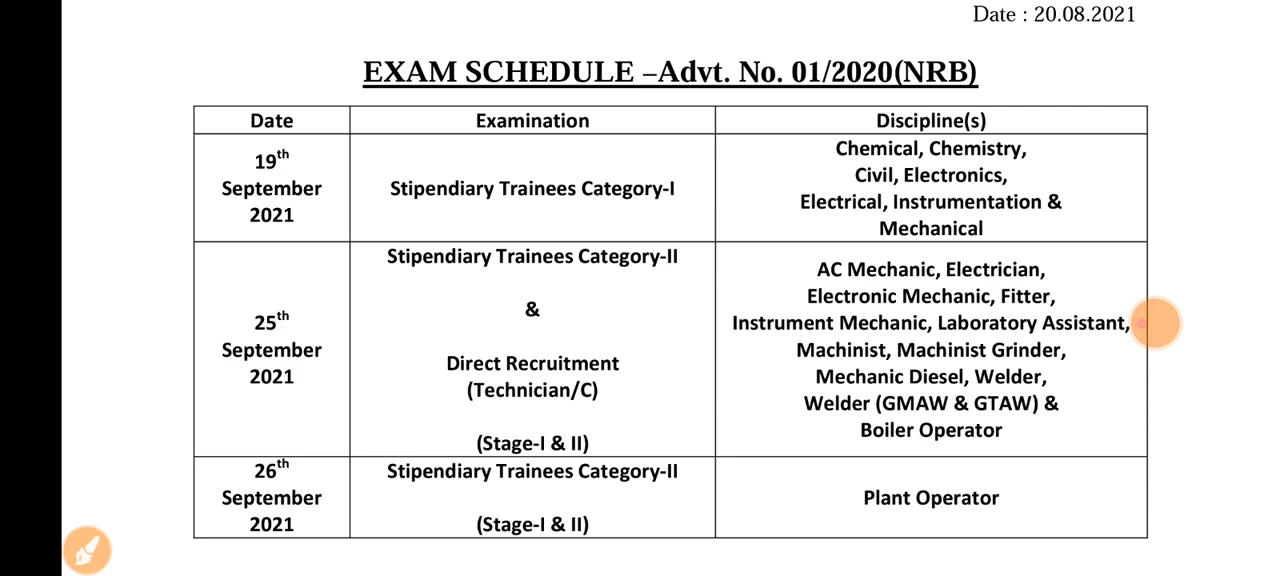 Date : 20.08.2021
EXAM SCHEDULE –Advt. No. 01/2020(NRB)
Date
Examination
Discipline(s)
19th
September
2021
Stipendiary Trainees Category-I
Chemical, Chemistry,
Civil, Electronics,
Electrical, Instrumentation &
Mechanical
25th
September
2021
Stipendiary Trainees Category-II
&
Direct Recruitment
(Technician/C)
(Stage-I & II)
AC Mechanic, Electrician,
Electronic Mechanic, Fitter,
Instrument Mechanic, Laboratory Assistant,
Machinist, Machinist Grinder,
Mechanic Diesel, Welder,
Welder (GMAW & GTAW) &
Boiler Operator
26th
September
2021
Stipendiary Trainees Category-II
(Stage-I & II)
Plant Operator